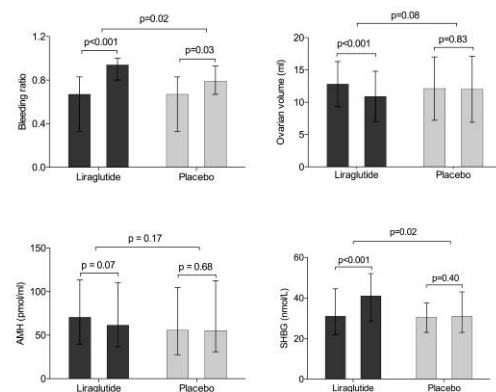 p=0.02
p<0.001
p=0.03
Bleeding ratio
1.2
0.8
0.4
0.0
Liraglutide
Placebo
p=0.08
p<0.001
p=0.83
Ovarian volume (ml)
20
15
10
5
0
Liraglutide
Placebo
p = 0.17
p = 0.07
p = 0.68
AMH (pmol/ml)
150
100
50
0
Liraglutide
Placebo
p=0.02
p<0.001
p=0.40
SHBG (nmol/L)
60
40
20
0
Liraglutide
Placebo